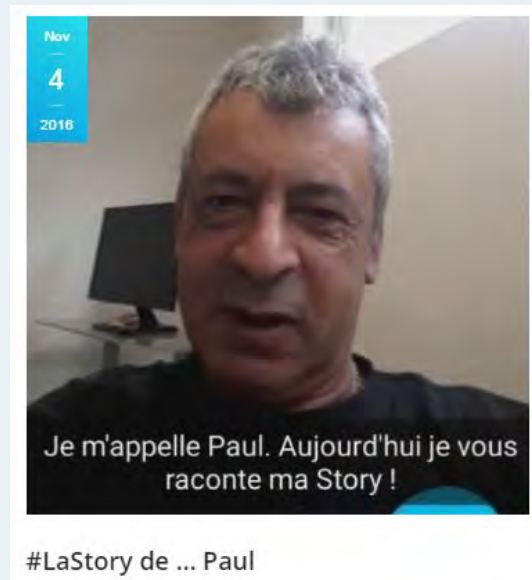 Nov
4
2016
Je m'appelle Paul. Aujourd'hui je vous
raconte ma Story !
#LaStory de ... Paul